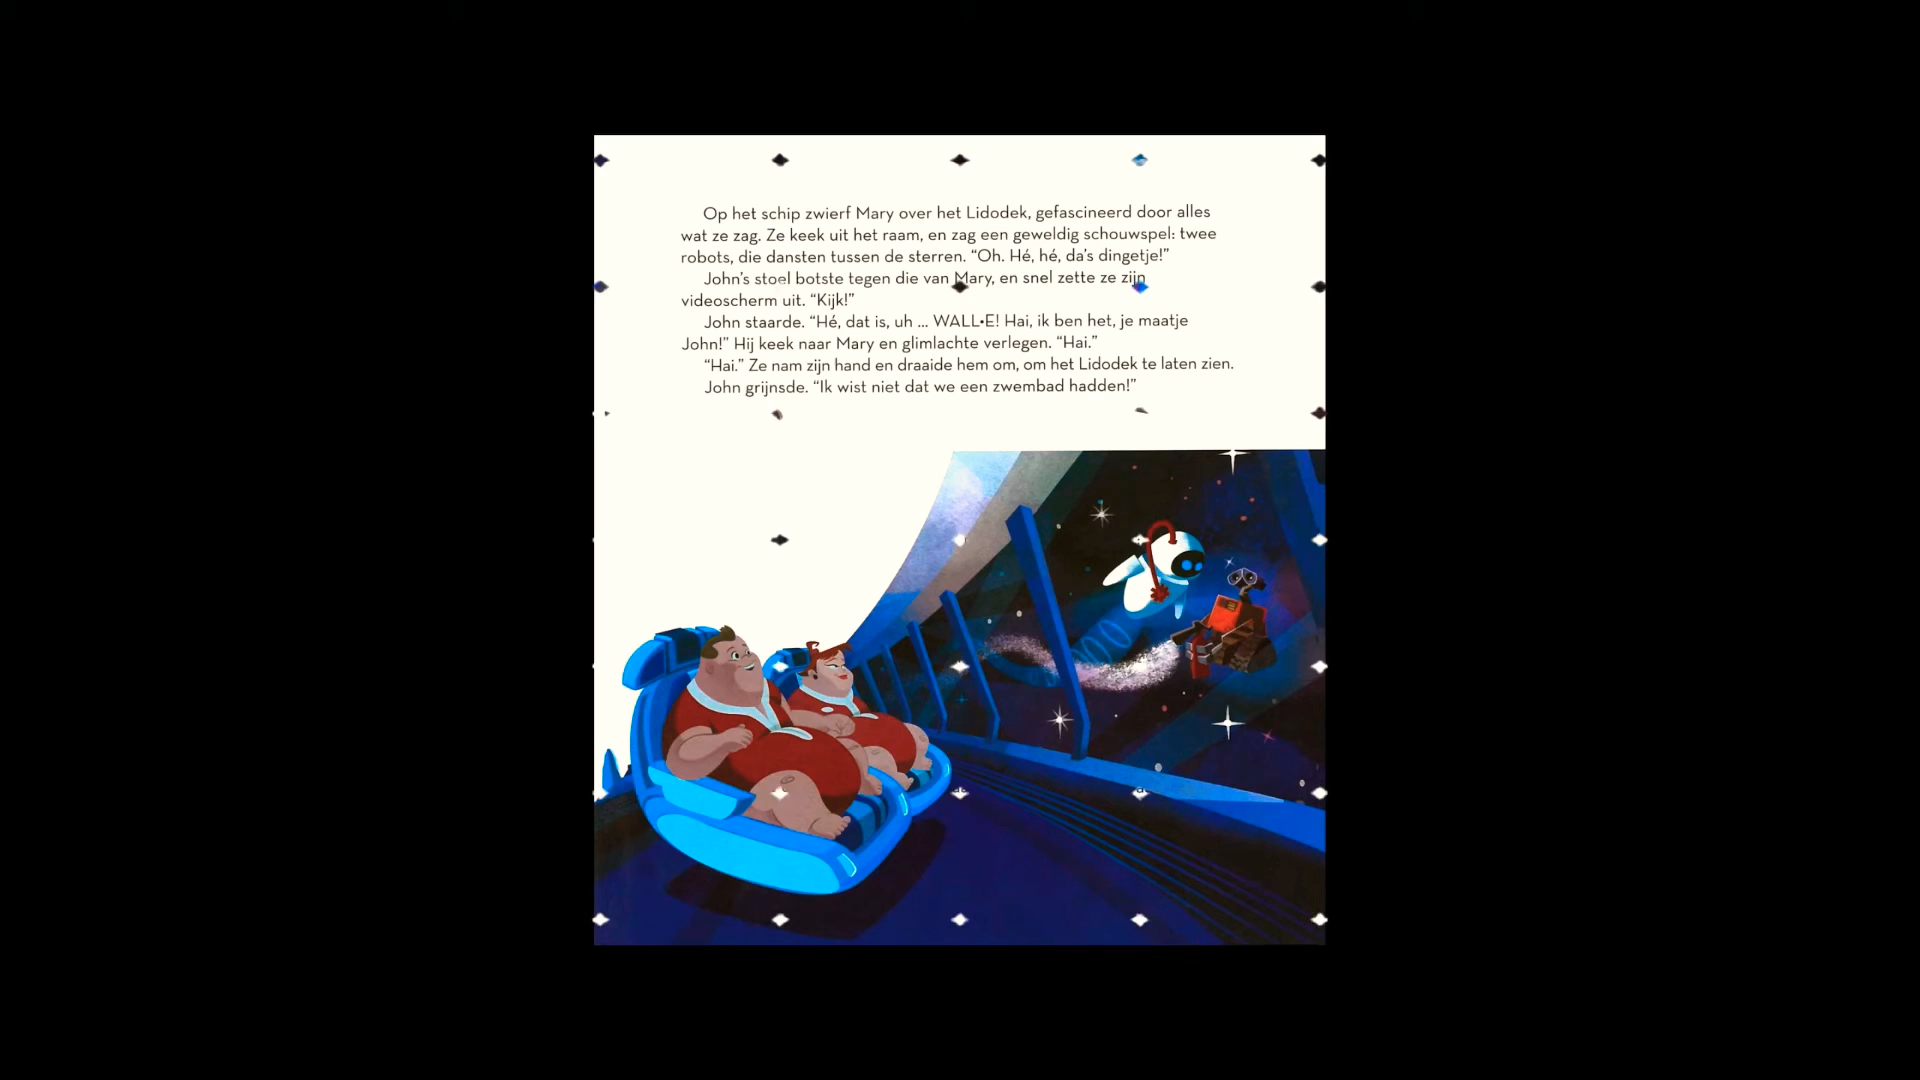 Op het schip zwierf Mary over het Lidodek, gefascineerd door alles
wat ze zag. Ze keek uit het raam, en zag een geweldig schouwspel: twee
robots, die dansten tussen de sterren. “Oh. Hé, hé, da’s dingetje!”
John’s stoel botste tegen die van Mary, en snel zette ze zijn
videoscherm uit. “Kijk!”
John staarde. “Hé, dat is, uh ... WALL•E! Hai, ik ben het, je maatje
John!” Hij keek naar Mary en glimlachte verlegen. “Hai.”
“Hai.” Ze nam zijn hand en draaide hem om, om het Lidodek te laten zien.
John grijnsde. “Ik wist niet dat we een zwembad hadden!”